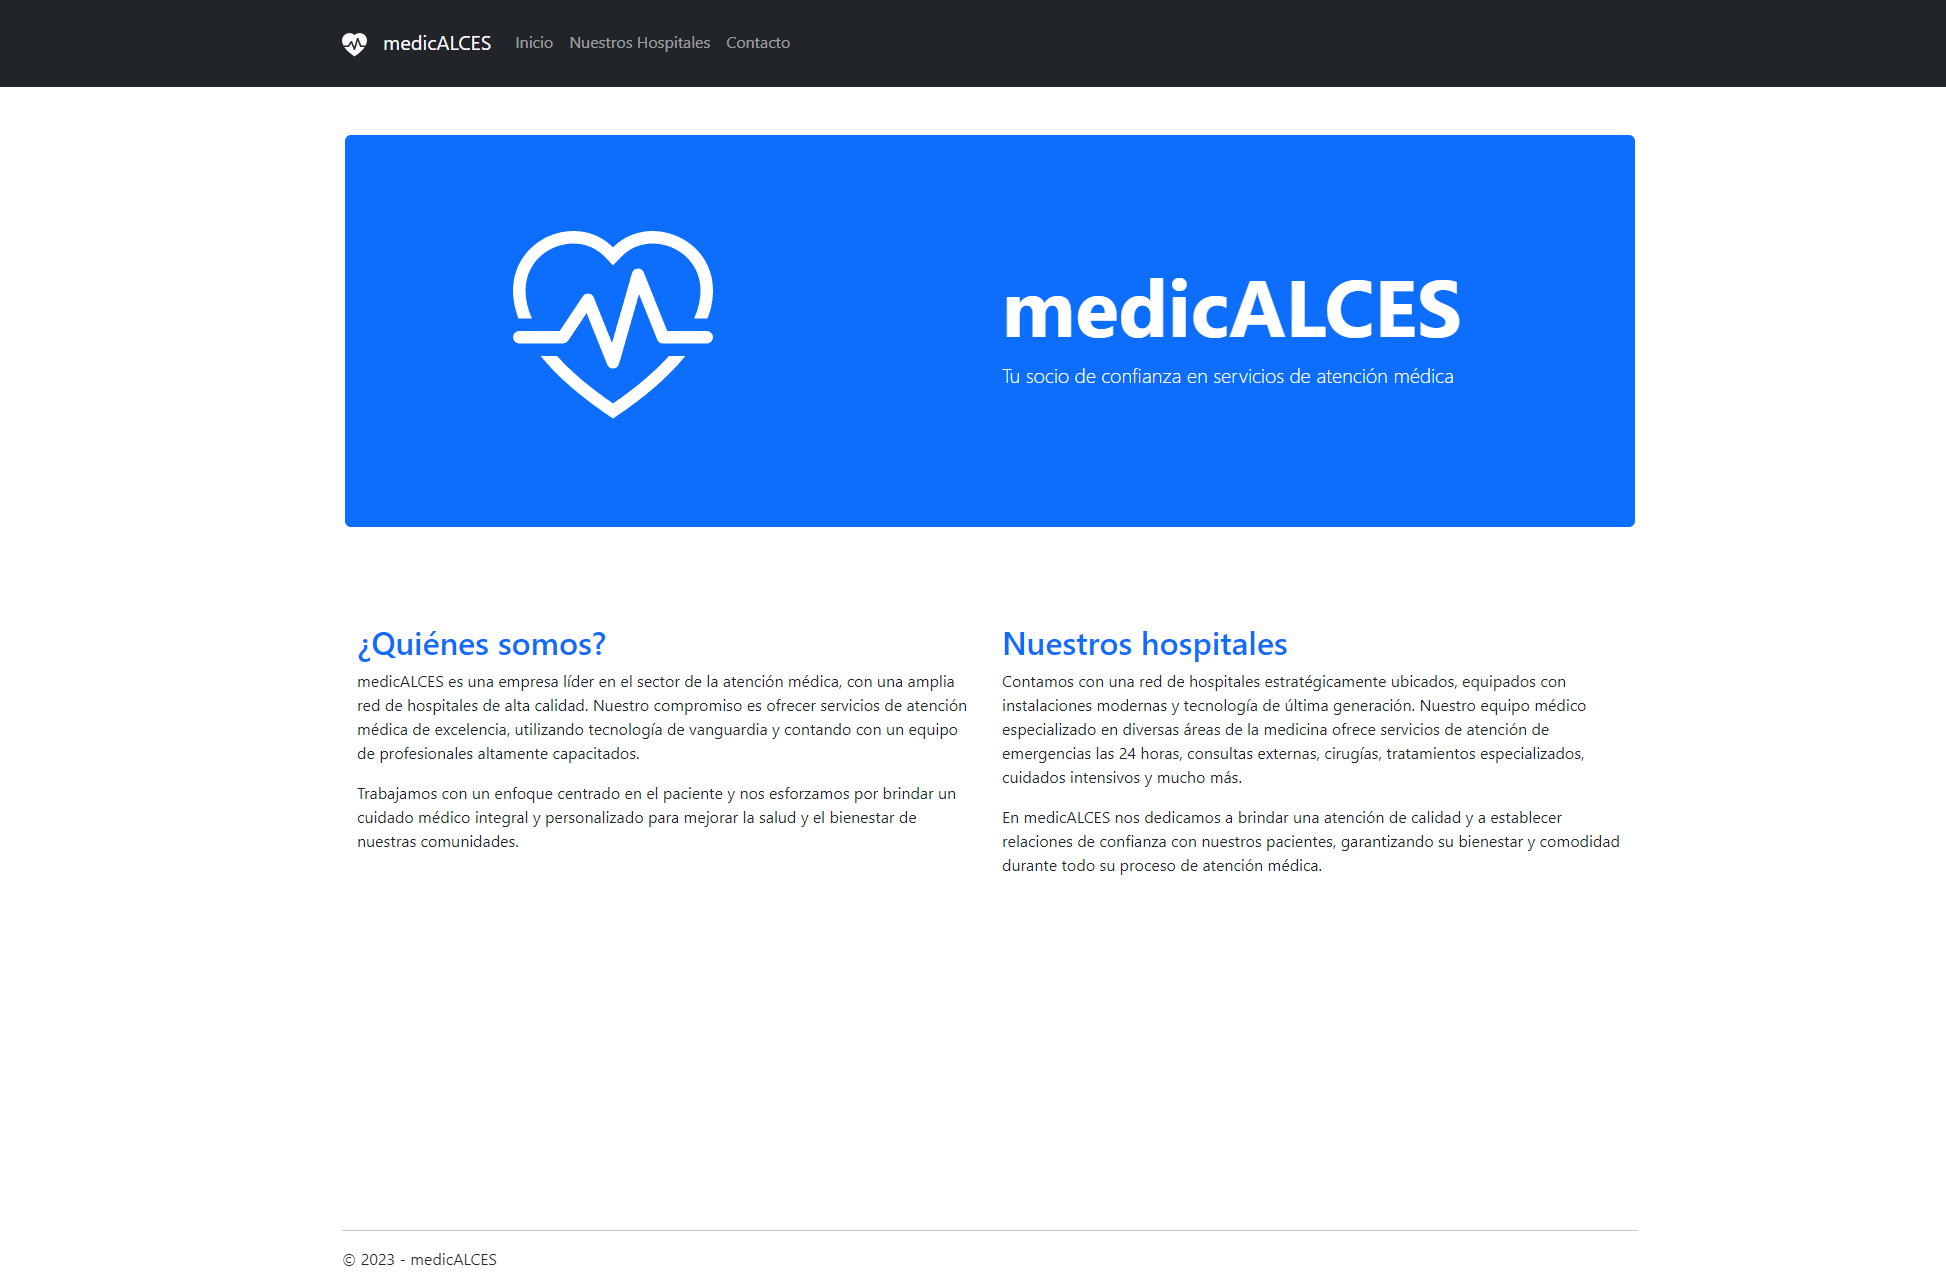 medicALCES Inicio Nuestros Hospitales Contacto
medicALCES
Tu socio de confianza en servicios de atención médica
¿Quiénes somos?
medicALCES es una empresa líder en el sector de la atención médica, con una amplia
red de hospitales de alta calidad. Nuestro compromiso es ofrecer servicios de atención
médica de excelencia, utilizando tecnología de vanguardia y contando con un equipo
de profesionales altamente capacitados.
Trabajamos con un enfoque centrado en el paciente y nos esforzamos por brindar un
cuidado médico integral y personalizado para mejorar la salud y el bienestar de
nuestras comunidades.
Nuestros hospitales
Contamos con una red de hospitales estratégicamente ubicados, equipados con
instalaciones modernas y tecnología de última generación. Nuestro equipo médico
especializado en diversas áreas de la medicina ofrece servicios de atención de
emergencias las 24 horas, consultas externas, cirugías, tratamientos especializados,
cuidados intensivos y mucho más.
En medicALCES nos dedicamos a brindar una atención de calidad y a establecer
relaciones de confianza con nuestros pacientes, garantizando su bienestar y comodidad
durante todo su proceso de atención médica.
© 2023 - medicALCES